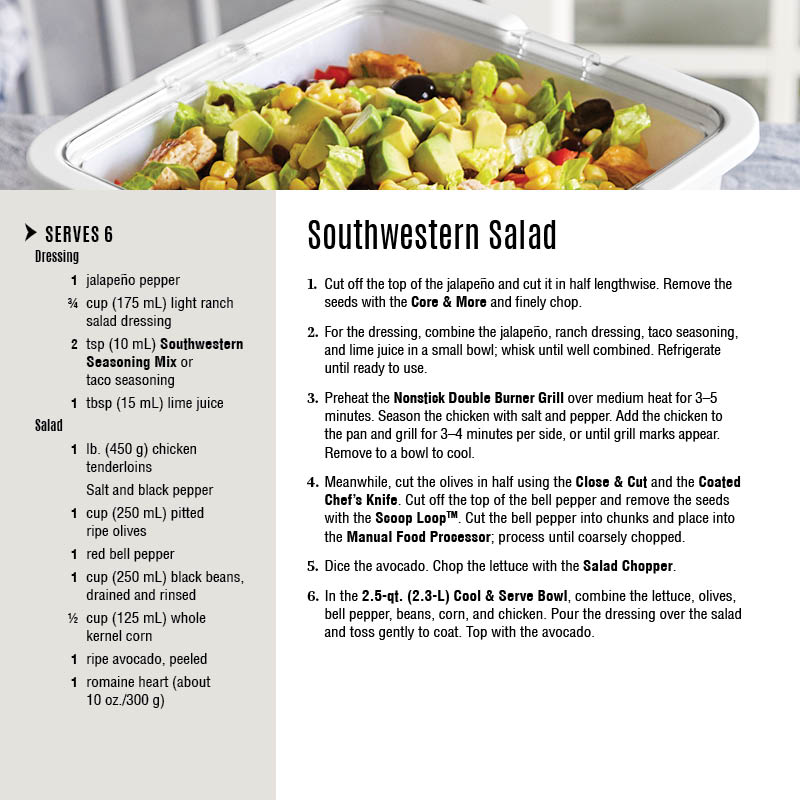 SERVES 6
Dressing
1 jalapeño pepper
¾ cup (175 mL) light ranch
salad dressing
2 tsp (10 mL) Southwestern
Seasoning Mix or
taco seasoning
1 tbsp (15 mL) lime juice
Salad
1 lb. (450 g) chicken
tenderloins
Salt and black pepper
1 cup (250 mL) pitted
ripe olives
1 red bell pepper
1 cup (250 mL) black beans,
drained and rinsed
½ cup (125 mL) whole
kernel corn
1 ripe avocado, peeled
1 romaine heart (about
10 oz./300 g)
Southwestern Salad
1. Cut off the top of the jalapeño and cut it in half lengthwise. Remove the
seeds with the Core & More and finely chop.
2. For the dressing, combine the jalapeño, ranch dressing, taco seasoning,
and lime juice in a small bowl; whisk until well combined. Refrigerate
until ready to use.
3. Preheat the Nonstick Double Burner Grill over medium heat for 3–5
minutes. Season the chicken with salt and pepper. Add the chicken to
the pan and grill for 3–4 minutes per side, or until grill marks appear.
Remove to a bowl to cool.
4. Meanwhile, cut the olives in half using the Close & Cut and the Coated
Chef's Knife. Cut off the top of the bell pepper and remove the seeds
with the Scoop Loop™. Cut the bell pepper into chunks and place into
the Manual Food Processor; process until coarsely chopped.
5. Dice the avocado. Chop the lettuce with the Salad Chopper.
6. In the 2.5-qt. (2.3-L) Cool & Serve Bowl, combine the lettuce, olives,
bell pepper, beans, corn, and chicken. Pour the dressing over the salad
and toss gently to coat. Top with the avocado.